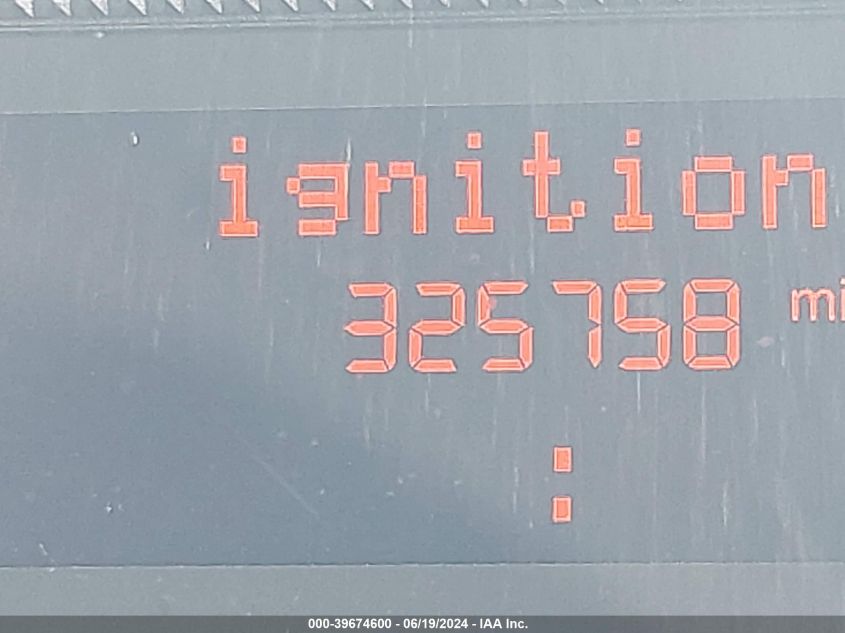 ignition
325758 mi
:
000-39674600 - 06/19/2024 - IAA Inc.